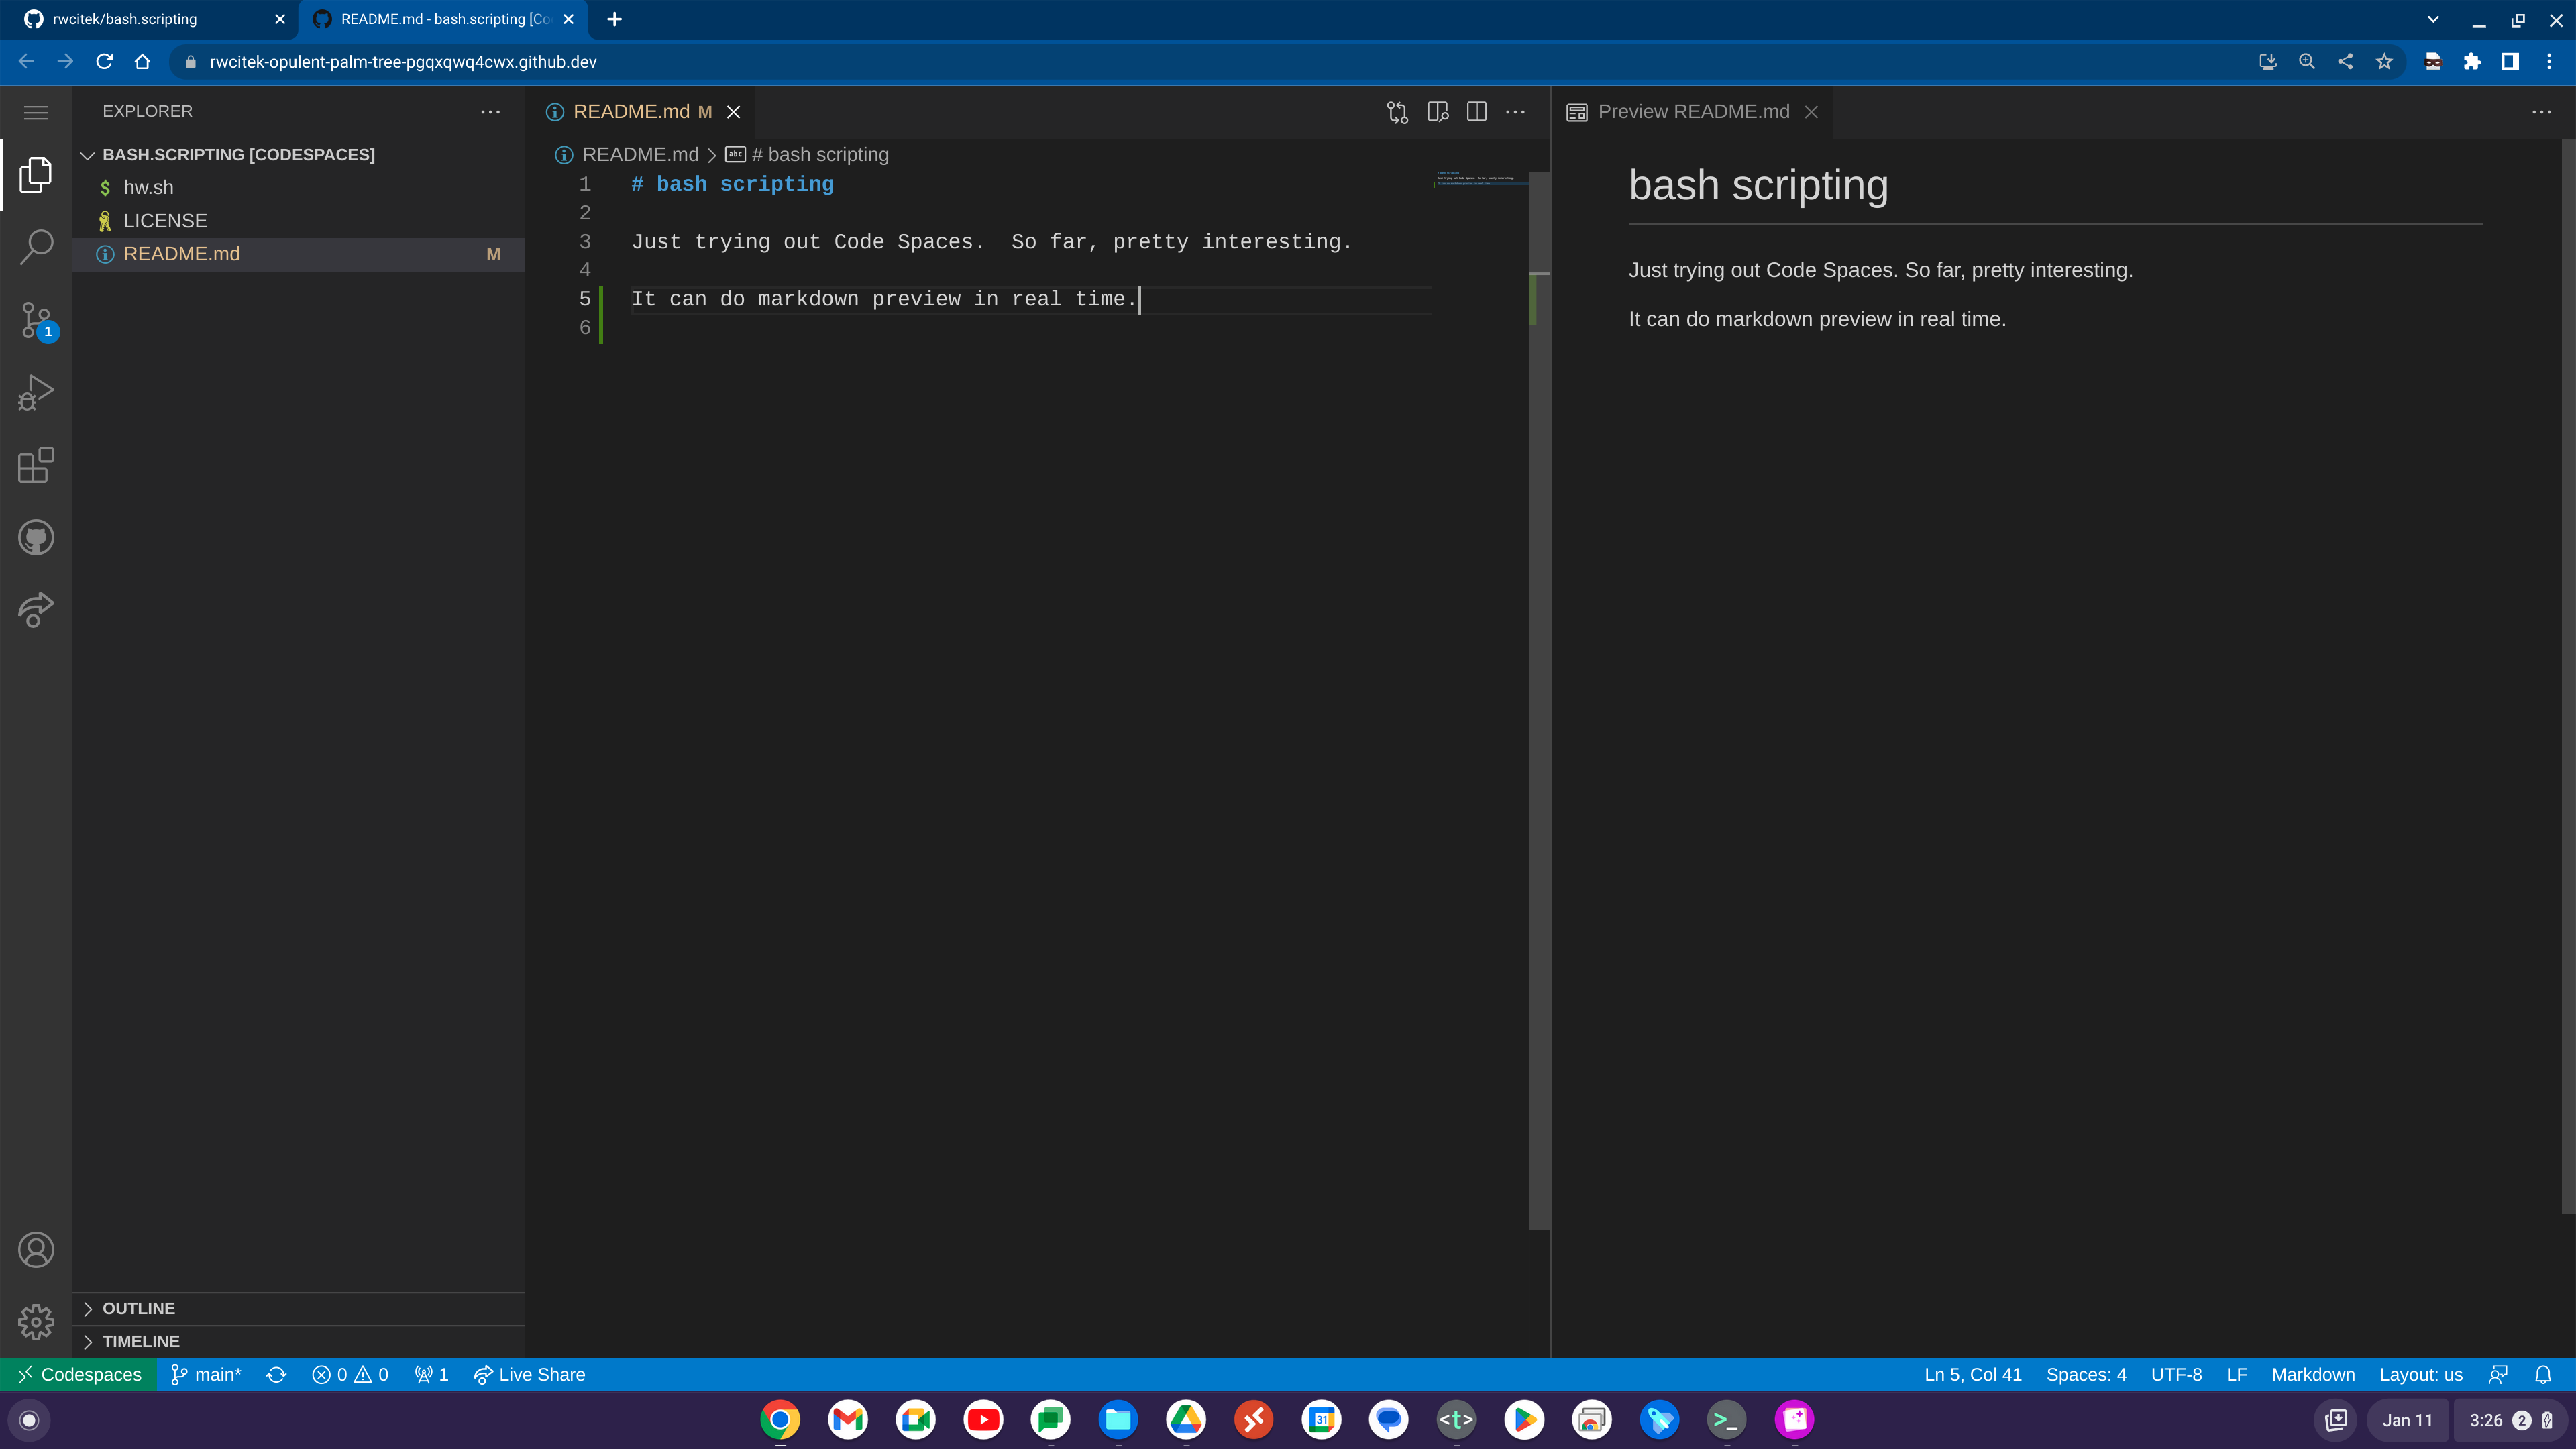 rwcitek/bash.scripting
README.md - bash.scripting [Co
rwcitek-opulent-palm-tree-pgqxqwq4cwx.github.dev
EXPLORER
BASH.SCRIPTING [CODESPACES]
$ hw.sh
LICENSE
README.md M
1
README.md M
README.md > abc # bash scripting
1 # bash scripting
2
3 Just trying out Code Spaces.  So far, pretty interesting.
4
5 It can do markdown preview in real time.
6
Preview README.md
bash scripting
Just trying out Code Spaces. So far, pretty interesting.
It can do markdown preview in real time.
OUTLINE
TIMELINE
Codespaces main* 0 0 1 Live Share
Ln 5, Col 41 Spaces: 4 UTF-8 LF Markdown Layout: us
31 <t> >_
Jan 11 3:26 2